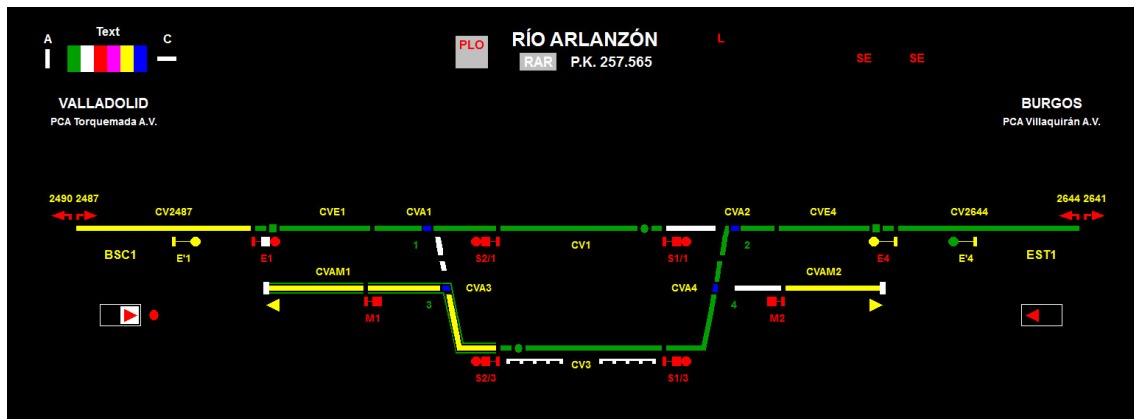 A Text C
PLO
RÍO ARLANZÓN
RAR P.K. 257.565
L
SE SE
VALLADOLID
PCA Torquemada A.V.
BURGOS
PCA Villaquirán A.V.
2490 2487
2644 2641
CV2487 CVE1 CVA1 CVA2 CVE4 CV2644
BSC1 E'1 E1 1 S2/1 CV1 S1/1 2 E4 E'4 EST1
CVAM1 CVA3 CVA4 CVAM2
M1 3 4 M2
S2/3 CV3 S1/3